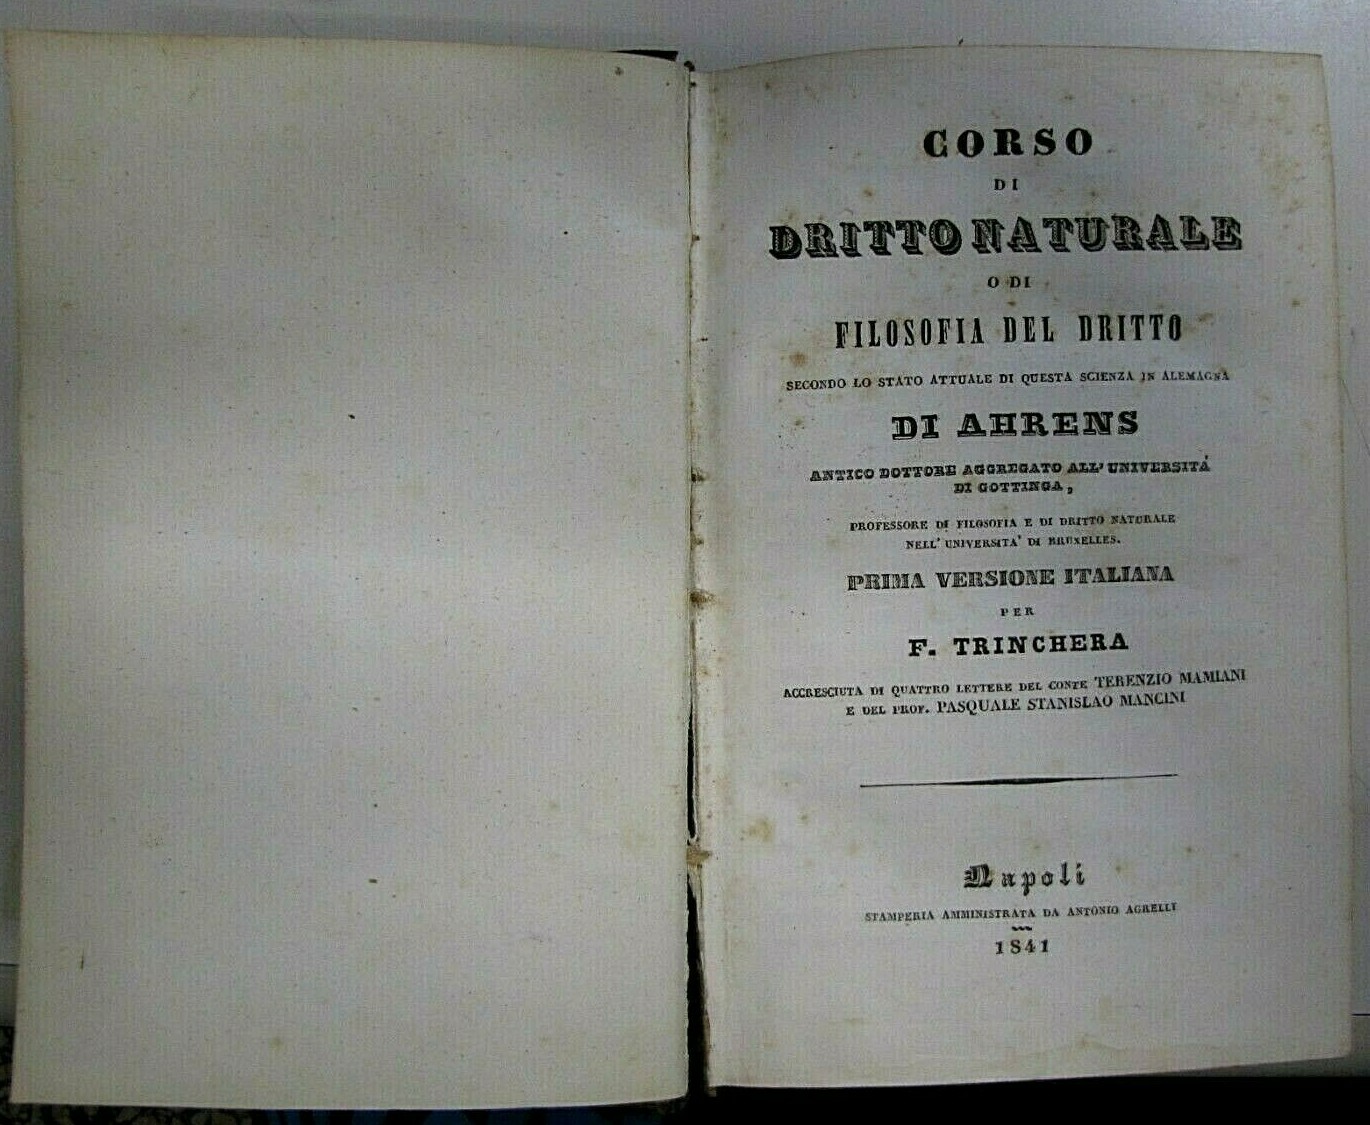 CORSO
DI
DRITTO NATURALE
O DI
FILOSOFIA DEL DRITTO
SECONDO LO STATO ATTUALE DI QUESTA SCIENZA IN ALEMAGNA
DI AHRENS
ANTICO DOTTORE AGGREGATO ALL' UNIVERSITÁ
DI GOTTINGA,
PROFESSORE DI FILOSOFIA E DI DRITTO NATURALE
NELL' UNIVERSITA' DI BRUXELLES.
PRIMA VERSIONE ITALIANA
PER
F. TRINCHERA
ACCRESCIUTA DI QUATTRO LETTERE DEL CONTE TERENZIO MAMIANI
E DEL PROF. PASQUALE STANISLAO MANCINI
Napoli
STAMPERIA AMMINISTRATA DA ANTONIO AGRELLI
1841